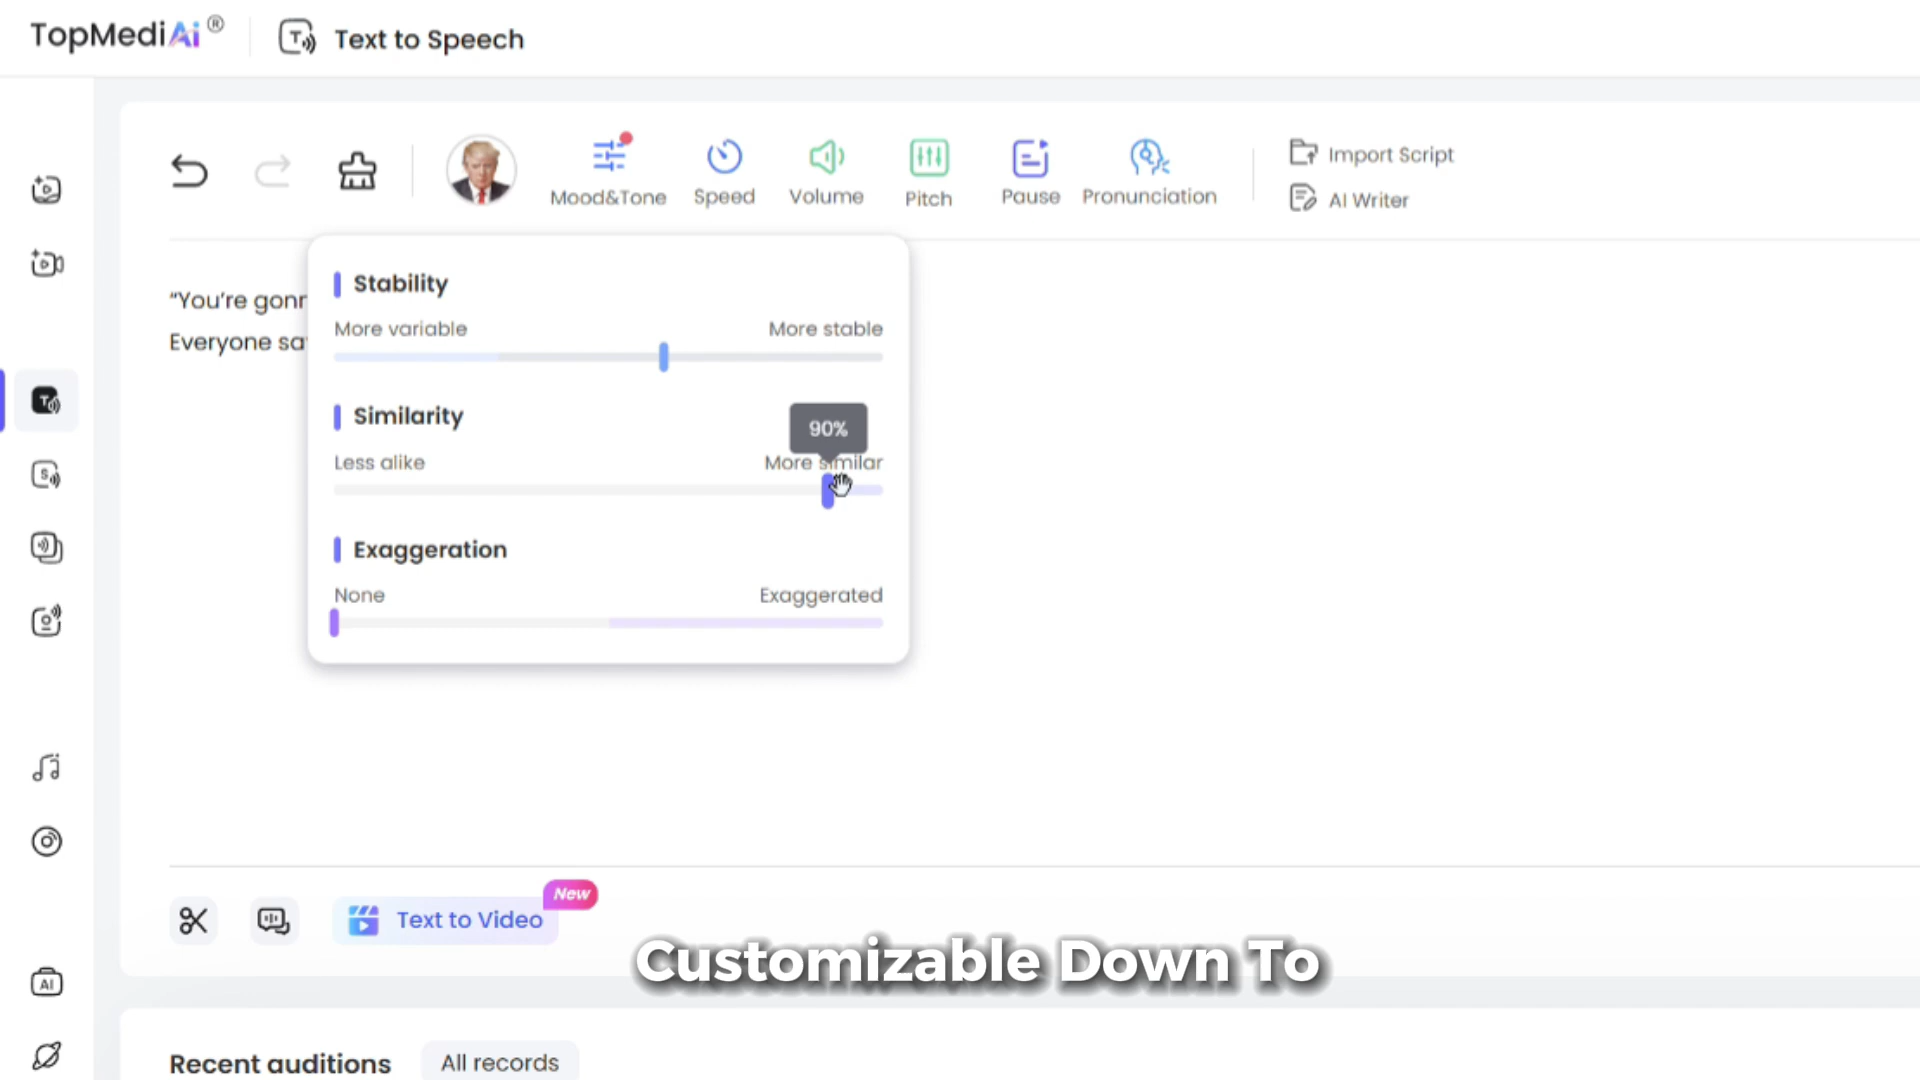 TopMediAi®
Text to Speech
Mood&Tone
Speed
Volume
Pitch
Pause
Pronunciation
Import Script
AI Writer
Stability
More variable
More stable
Similarity
90%
Less alike
More similar
Exaggeration
None
Exaggerated
“You’re
Everyone
New
Text to Video
Customizable Down To
Recent auditions
All records
T
T
S
AI